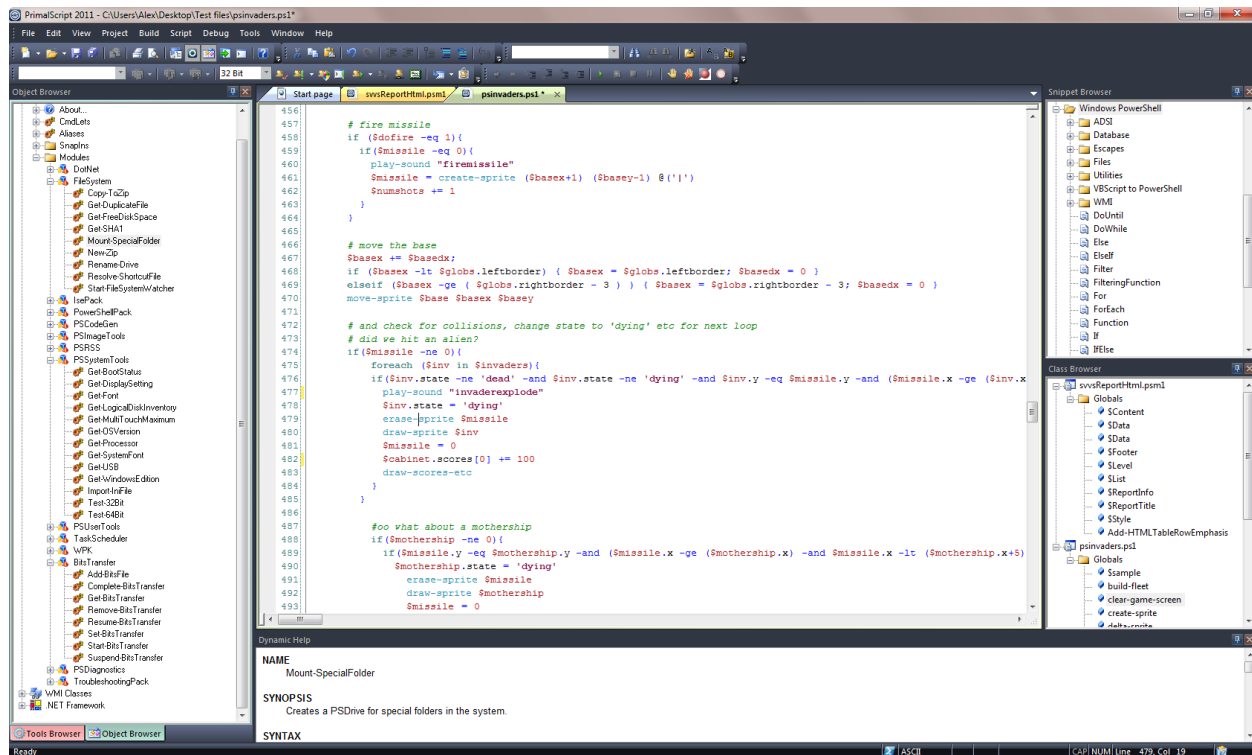 PrimalScript 2011 - C:\Users\Alex\Desktop\Test files\psinvaders.ps1*
File Edit View Project Build Script Debug Tools Window Help
32 Bit
Object Browser
About...
CmdLets
Aliases
SnapIns
Modules
DotNet
FileSystem
Copy-ToZip
Get-DuplicateFile
Get-FreeDiskSpace
Get-SHA1
Mount-SpecialFolder
New-Zip
Rename-Drive
Resolve-ShortcutFile
Start-FileSystemWatcher
IsePack
PowerShellPack
PSCodeGen
PSImageTools
PSRSS
PSSystemTools
Get-BootStatus
Get-DisplaySetting
Get-Font
Get-LogicalDiskInventory
Get-MultiTouchMaximum
Get-OSVersion
Get-Processor
Get-SystemFont
Get-USB
Get-WindowsEdition
Import-IniFile
Test-32Bit
Test-64Bit
PSUserTools
TaskScheduler
WPK
BitsTransfer
Add-BitsFile
Complete-BitsTransfer
Get-BitsTransfer
Remove-BitsTransfer
Resume-BitsTransfer
Set-BitsTransfer
Start-BitsTransfer
Suspend-BitsTransfer
PSDiagnostics
TroubleshootingPack
WMI Classes
.NET Framework
Tools Browser Object Browser
Start page svvsReportHtml.psm1 psinvaders.ps1 *
456
457 # fire missile
458 if ($dofire -eq 1){
459 if($missile -eq 0){
460 play-sound "firemissile"
461 $missile = create-sprite ($basex+1) ($basey-1) @('|')
462 $numshots += 1
463 }
464 }
465
466 # move the base
467 $basex += $basedx;
468 if ($basex -lt $globs.leftborder) { $basex = $globs.leftborder; $basedx = 0 }
469 elseif ($basex -ge ( $globs.rightborder - 3 ) ) { $basex = $globs.rightborder - 3; $basedx = 0 }
470 move-sprite $base $basex $basey
471
472 # and check for collisions, change state to 'dying' etc for next loop
473 # did we hit an alien?
474 if($missile -ne 0){
475 foreach ($inv in $invaders){
476 if($inv.state -ne 'dead' -and $inv.state -ne 'dying' -and $inv.y -eq $missile.y -and ($missile.x -ge ($inv.x
477 play-sound "invaderexplode"
478 $inv.state = 'dying'
479 erase-sprite $missile
480 draw-sprite $inv
481 $missile = 0
482 $cabinet.scores[0] += 100
483 draw-scores-etc
484 }
485 }
486
487 #oo what about a mothership
488 if($mothership -ne 0){
489 if($missile.y -eq $mothership.y -and ($missile.x -ge ($mothership.x) -and $missile.x -lt ($mothership.x+5)
490 $mothership.state = 'dying'
491 erase-sprite $missile
492 draw-sprite $mothership
493 $missile = 0
Dynamic Help
NAME
Mount-SpecialFolder
SYNOPSIS
Creates a PSDrive for special folders in the system.
SYNTAX
Snippet Browser
Windows PowerShell
ADSI
Database
Escapes
Files
Utilities
VBScript to PowerShell
WMI
DoUntil
DoWhile
Else
ElseIf
Filter
FilteringFunction
For
ForEach
Function
If
IfElse
Class Browser
svvsReportHtml.psm1
Globals
$Content
$Data
$Data
$Footer
$Level
$List
$ReportInfo
$ReportTitle
$Style
Add-HTMLTableRowEmphasis
psinvaders.ps1
Globals
$sample
build-fleet
clear-game-screen
create-sprite
delta-sprite
Ready ASCII CAP NUM Line 479, Col 19